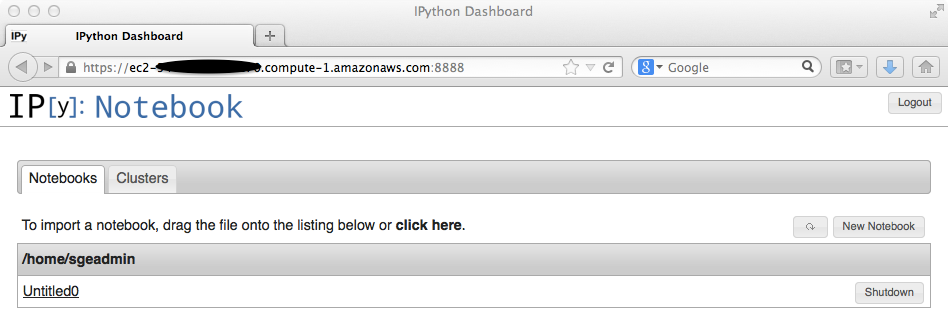 IPython Dashboard
IPy IPython Dashboard
https://ec2-.compute-1.amazonaws.com:8888 Google
IP[y]: Notebook Logout
Notebooks Clusters
To import a notebook, drag the file onto the listing below or click here. New Notebook
/home/sgeadmin
Untitled0 Shutdown